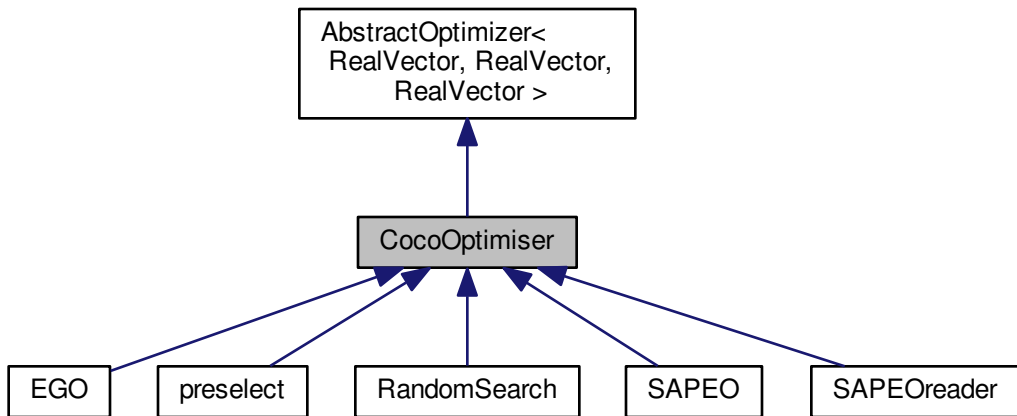 AbstractOptimizer<
RealVector, RealVector,
RealVector >
CocoOptimiser
EGO
preselect
RandomSearch
SAPEO
SAPEOreader